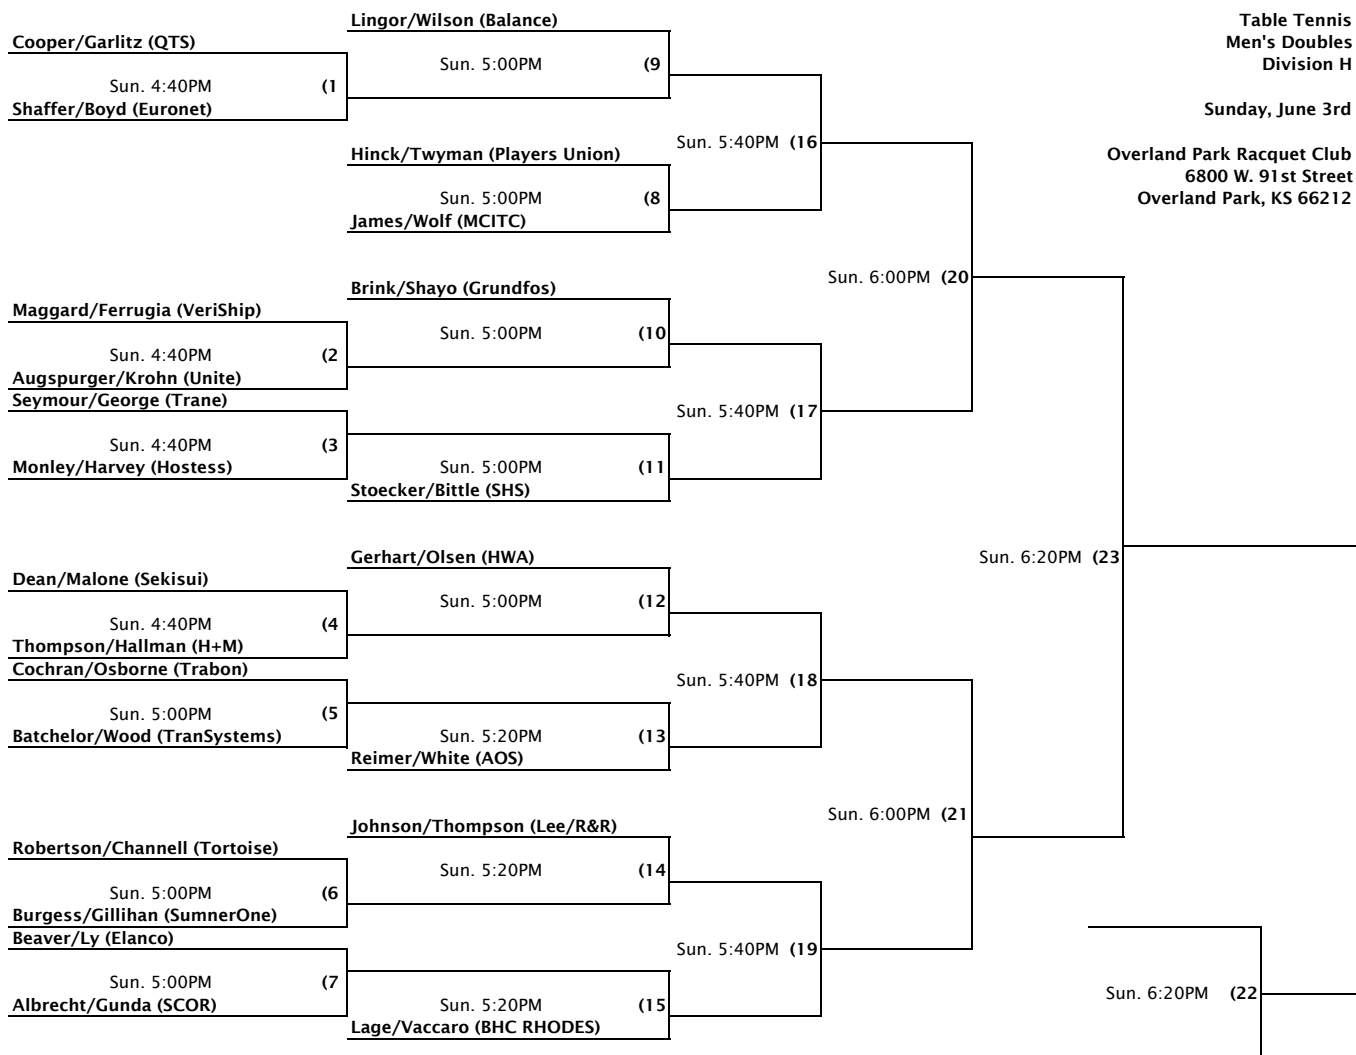 Lingor/Wilson (Balance)
Table Tennis
Cooper/Garlitz (QTS)
Men's Doubles
Sun. 5:00PM (9
Division H
Sun. 4:40PM (1
Shaffer/Boyd (Euronet)
Sunday, June 3rd
Sun. 5:40PM (16
Hinck/Twyman (Players Union)
Overland Park Racquet Club
6800 W. 91st Street
Sun. 5:00PM (8
Overland Park, KS 66212
James/Wolf (MCITC)
Sun. 6:00PM (20
Brink/Shayo (Grundfos)
Maggard/Ferrugia (VeriShip)
Sun. 5:00PM (10
Sun. 4:40PM (2
Augspurger/Krohn (Unite)
Seymour/George (Trane)
Sun. 5:40PM (17
Sun. 4:40PM (3
Monley/Harvey (Hostess)
Sun. 5:00PM (11
Stoecker/Bittle (SHS)
Gerhart/Olsen (HWA)
Sun. 6:20PM (23
Dean/Malone (Sekisui)
Sun. 5:00PM (12
Sun. 4:40PM (4
Thompson/Hallman (H+M)
Cochran/Osborne (Trabon)
Sun. 5:40PM (18
Sun. 5:00PM (5
Batchelor/Wood (TranSystems)
Sun. 5:20PM (13
Reimer/White (AOS)
Sun. 6:00PM (21
Johnson/Thompson (Lee/R&R)
Robertson/Channell (Tortoise)
Sun. 5:20PM (14
Sun. 5:00PM (6
Burgess/Gillihan (SumnerOne)
Beaver/Ly (Elanco)
Sun. 5:40PM (19
Sun. 5:00PM (7
Sun. 6:20PM (22
Albrecht/Gunda (SCOR)
Sun. 5:20PM (15
Lage/Vaccaro (BHC RHODES)